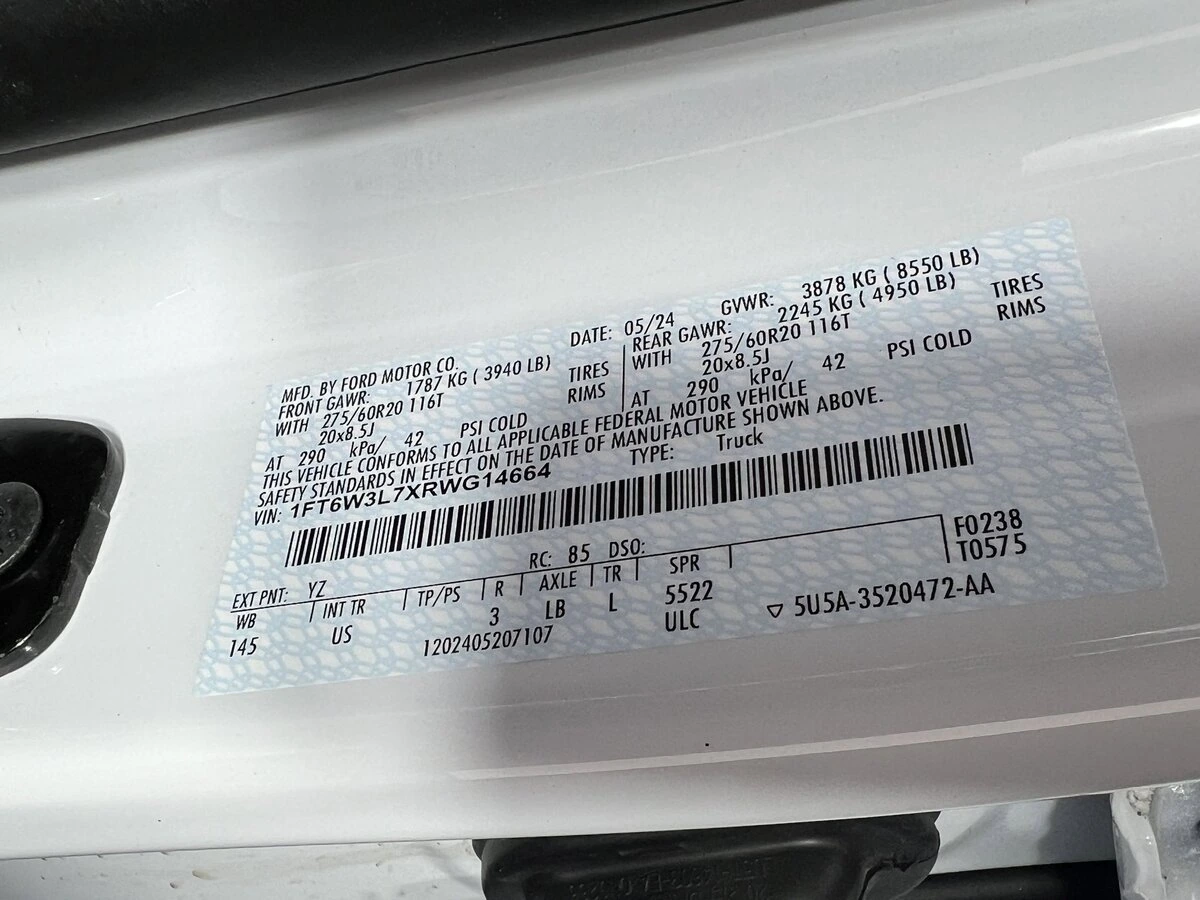 MFD. BY FORD MOTOR CO. DATE: 05/24 GVWR: 3878 KG ( 8550 LB)
FRONT GAWR: 1787 KG ( 3940 LB) REAR GAWR: 2245 KG ( 4950 LB)
WITH 275/60R20 116T TIRES WITH 275/60R20 116T TIRES
20x8.5J RIMS 20x8.5J RIMS
AT 290 kPa/ 42 PSI COLD AT 290 kPa/ 42 PSI COLD
THIS VEHICLE CONFORMS TO ALL APPLICABLE FEDERAL MOTOR VEHICLE
SAFETY STANDARDS IN EFFECT ON THE DATE OF MANUFACTURE SHOWN ABOVE.
VIN: 1FT6W3L7XRWG14664 TYPE: Truck
F0238
T0575
EXT PNT: YZ RC: 85 DSO:
WB INT TR TP/PS R AXLE TR SPR
145 US 3 LB L 5522
1202405207107 ULC ▽ 5U5A-3520472-AA